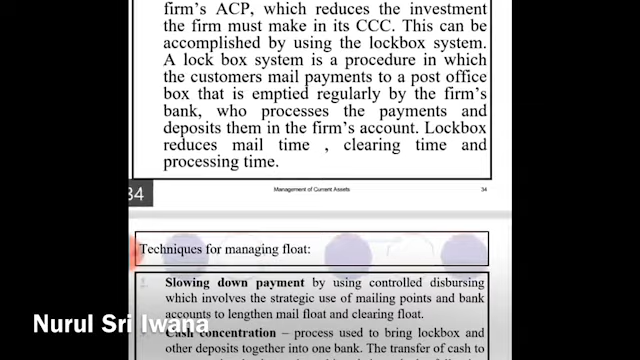 firm's ACP, which reduces the investment
the firm must make in its CCC. This can be
accomplished by using the lockbox system.
A lock box system is a procedure in which
the customers mail payments to a post office
box that is emptied regularly by the firm's
bank, who processes the payments and
deposits them in the firm's account. Lockbox
reduces mail time , clearing time and
processing time.
34
Management of Current Assets
34
Techniques for managing float:
Slowing down payment by using controlled disbursing
which involves the strategic use of mailing points and bank
accounts to lengthen mail float and clearing float.
Nurul Sri Iwana
Cash concentration – process used to bring lockbox and
other deposits together into one bank. The transfer of cash to